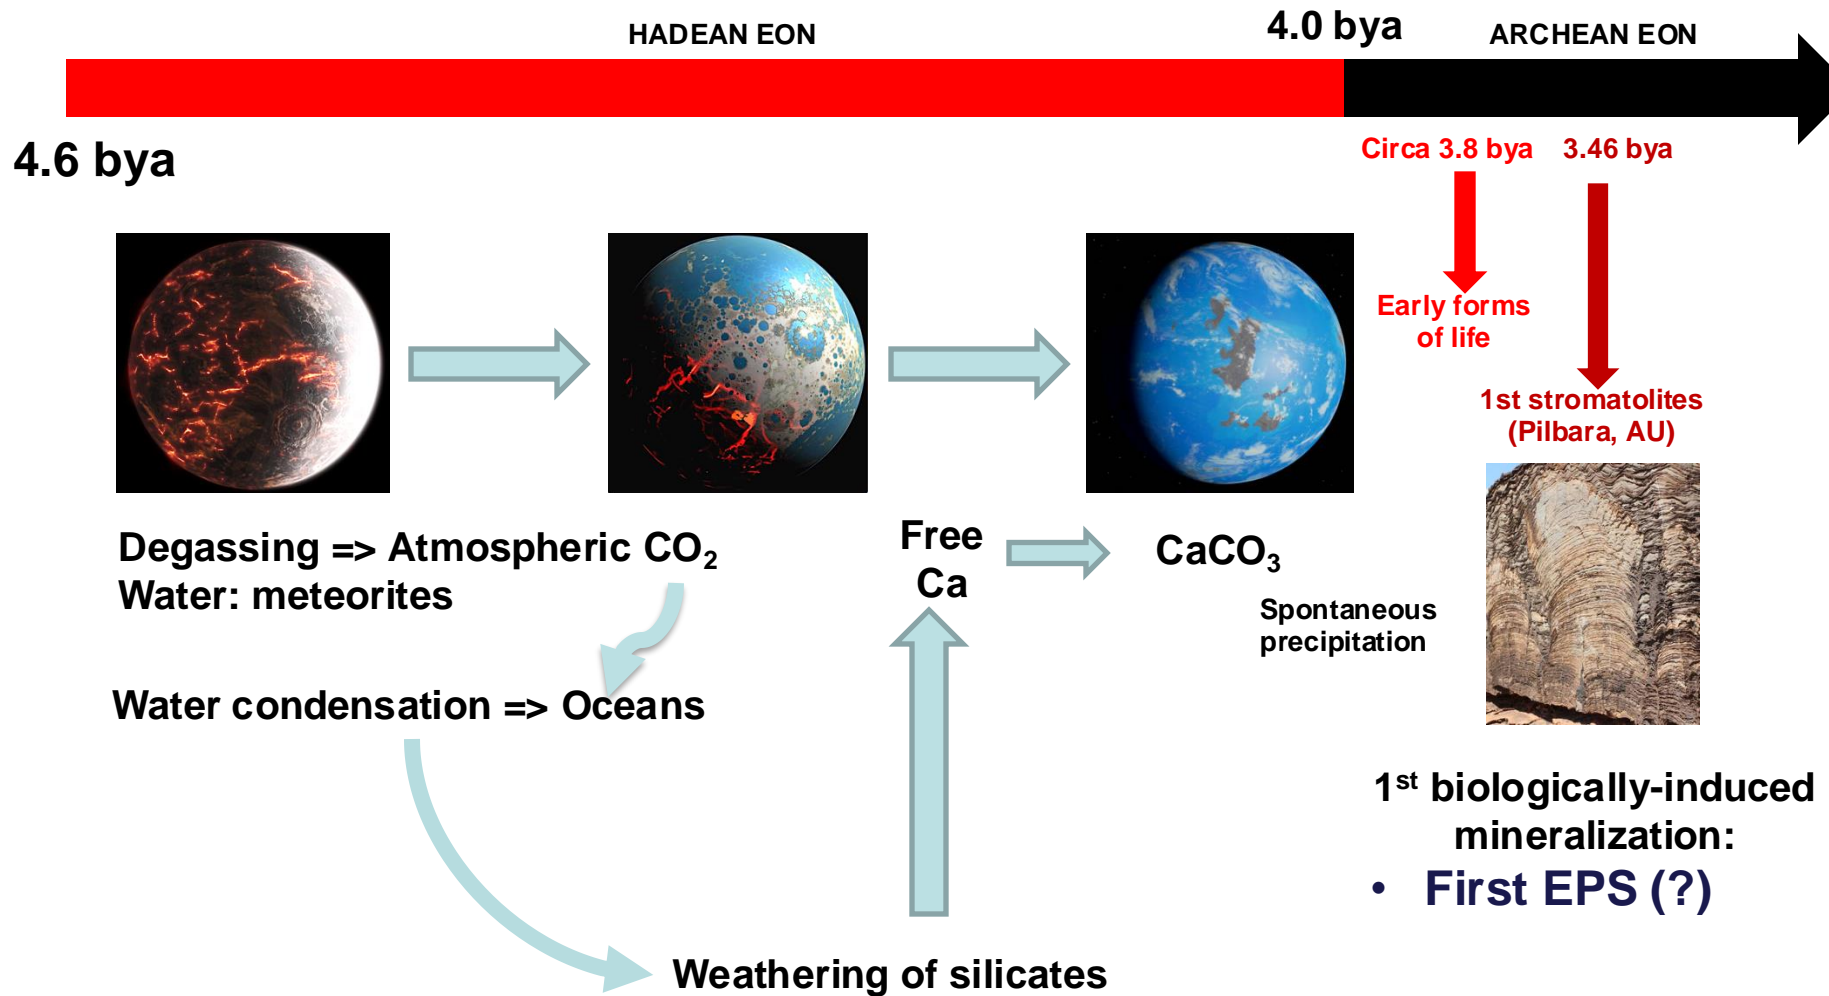 HADEAN EON
4.0 bya
ARCHEAN EON
4.6 bya
Circa 3.8 bya
3.46 bya
Early forms
of life
1st stromatolites
(Pilbara, AU)
Degassing => Atmospheric CO₂
Water: meteorites
Free
Ca
CaCO₃
Spontaneous
precipitation
Water condensation => Oceans
Weathering of silicates
1ˢᵗ biologically-induced
mineralization:
• First EPS (?)